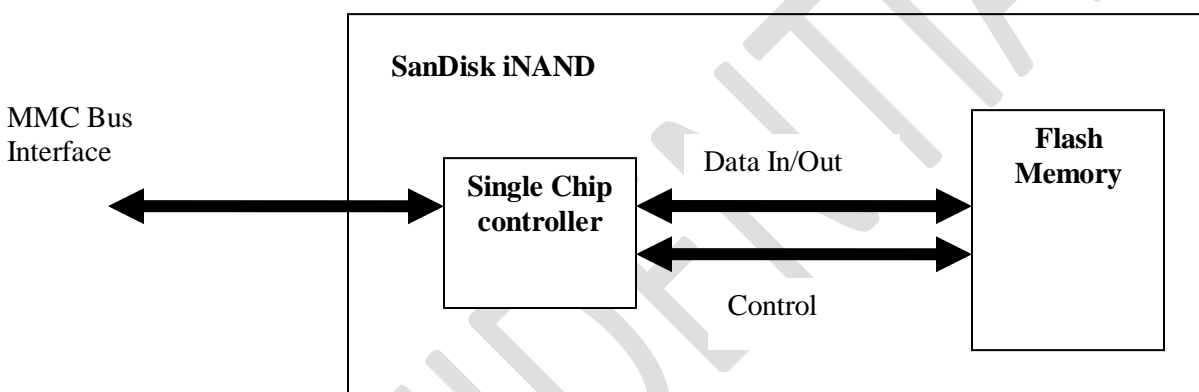 SanDisk iNAND
MMC Bus
Interface
Single Chip
controller
Data In/Out
Control
Flash
Memory